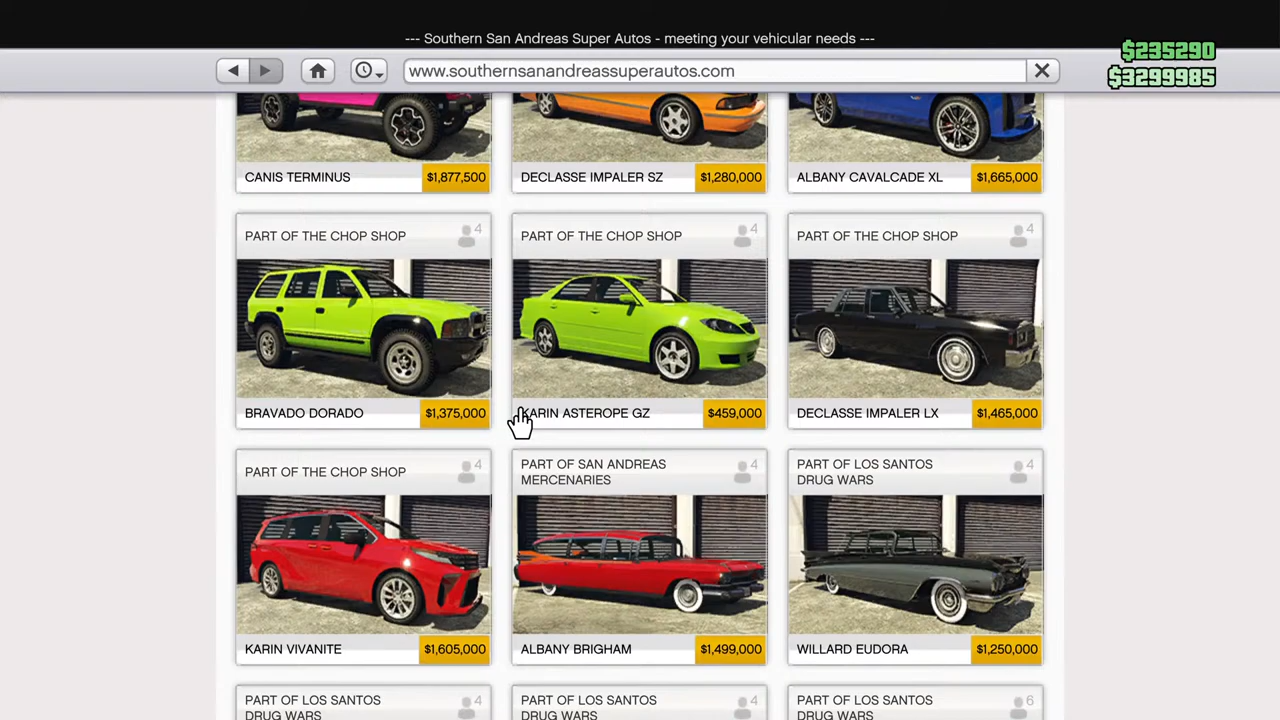 --- Southern San Andreas Super Autos - meeting your vehicular needs ---
$235290
$3299985
www.southernsanandreassuperautos.com
CANIS TERMINUS $1,877,500
DECLASSE IMPALER SZ $1,280,000
ALBANY CAVALCADE XL $1,665,000
PART OF THE CHOP SHOP 4
PART OF THE CHOP SHOP 4
PART OF THE CHOP SHOP 4
BRAVADO DORADO $1,375,000
KARIN ASTEROPE GZ $459,000
DECLASSE IMPALER LX $1,465,000
PART OF THE CHOP SHOP 4
PART OF SAN ANDREAS 4
MERCENARIES
PART OF LOS SANTOS 4
DRUG WARS
KARIN VIVANITE $1,605,000
ALBANY BRIGHAM $1,499,000
WILLARD EUDORA $1,250,000
PART OF LOS SANTOS 4
DRUG WARS
PART OF LOS SANTOS 4
DRUG WARS
PART OF LOS SANTOS 6
DRUG WARS